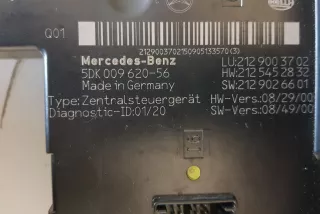 HELLA
Q01
2129003702150905133570(3)
Mercedes-Benz LU:212 900 37 02
5DK 009 620-56 HW:212 545 28 32
Made in Germany SW:212 902 66 01
Type:Zentralsteuergerät HW-Vers:08/29/00
Diagnostic-ID:01/20 SW-Vers:08/49/00